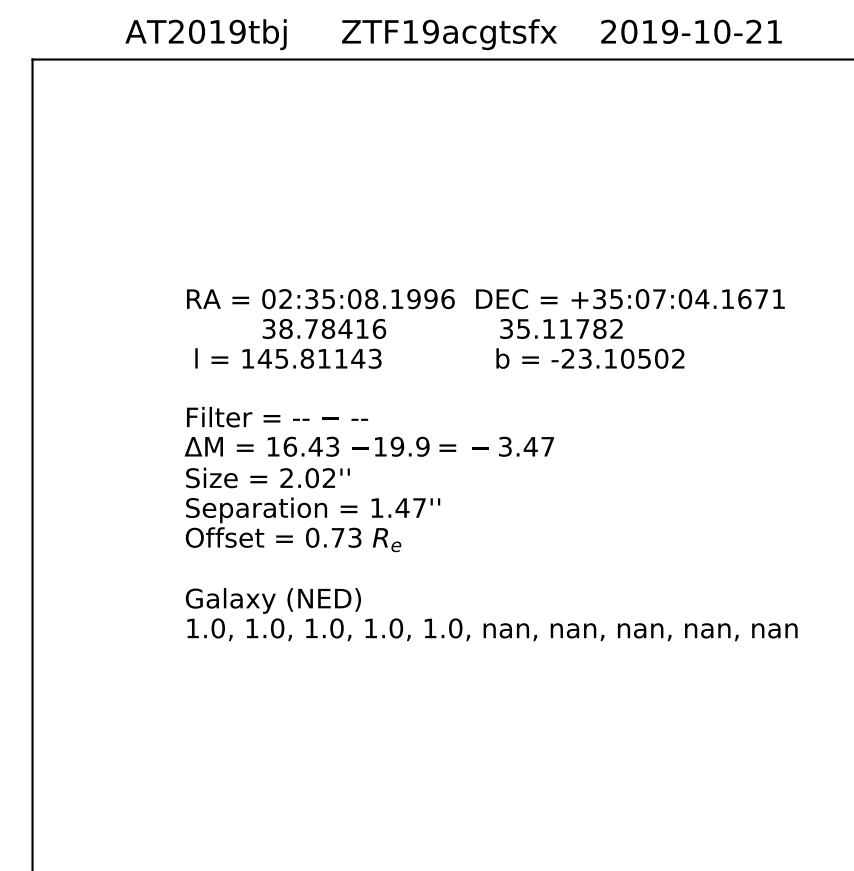 AT2019tbj ZTF19acgtsfx 2019-10-21
RA = 02:35:08.1996 DEC = +35:07:04.1671
38.78416 35.11782
l = 145.81143 b = -23.10502
Filter = -- − --
ΔM = 16.43 −19.9 = − 3.47
Size = 2.02''
Separation = 1.47''
Offset = 0.73 Re
Galaxy (NED)
1.0, 1.0, 1.0, 1.0, 1.0, nan, nan, nan, nan, nan